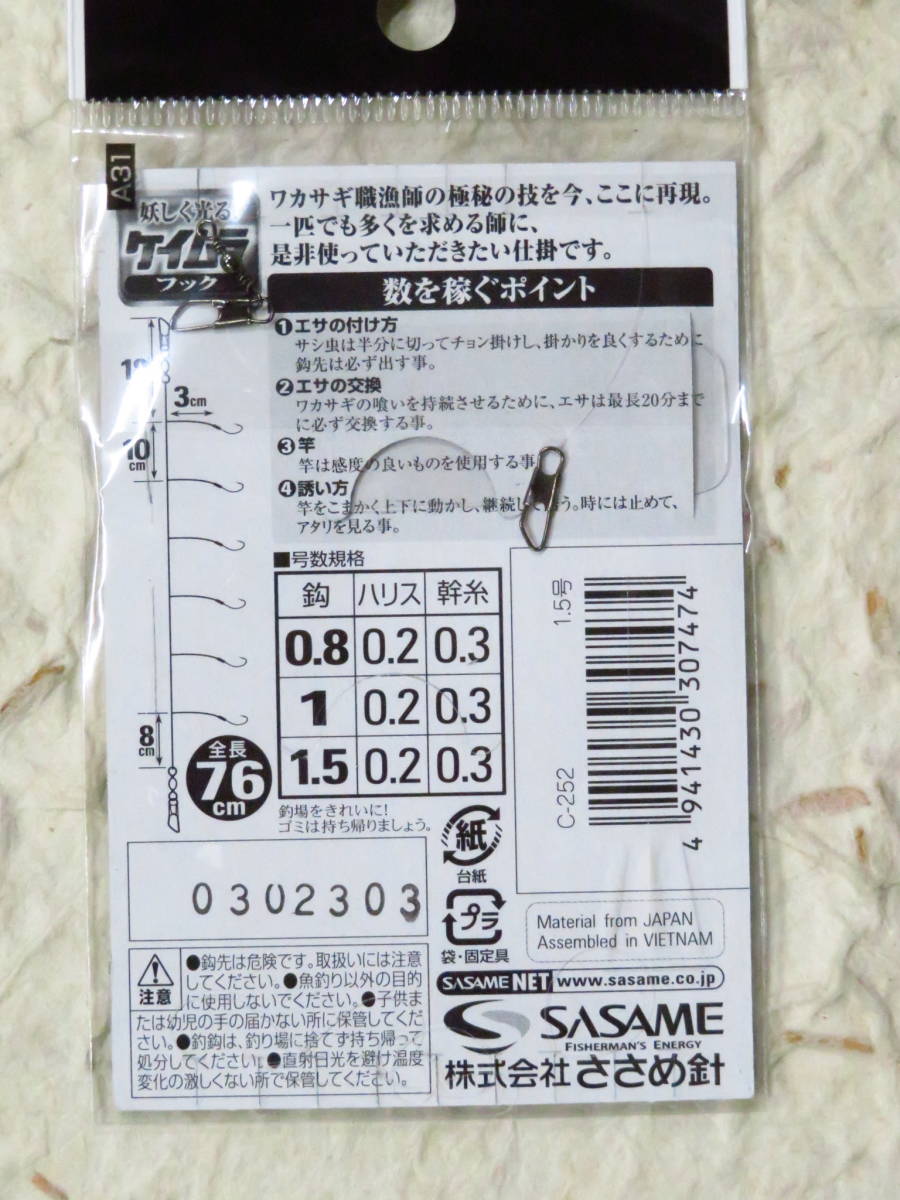 A31
妖しく光る
ケイムラ
フック
ワカサギ職漁師の極秘の技を今、ここに再現。
一匹でも多くを求める師に、
是非使っていただきたい仕掛です。
数を稼ぐポイント
❶エサの付け方
サシ虫は半分に切ってチョン掛けし、掛かりを良くするために
鈎先は必ず出す事。
❷エサの交換
ワカサギの喰いを持続させるために、エサは最長20分まで
に必ず交換する事。
❸竿
竿は感度の良いものを使用する事
❹誘い方
竿をこまかく上下に動かし、継続して誘う。時には止めて、
アタリを見る事。
3cm
10
cm
8
cm
全長
76
cm
■号数規格
鈎 ハリス 幹糸
0.8 0.2 0.3
1 0.2 0.3
1.5 0.2 0.3
釣場をきれいに!
ゴミは持ち帰りましょう。
1.5号
C-252
4 941430 307474
紙
台紙
プラ
袋・固定具
0302303
Material from JAPAN
Assembled in VIETNAM
注意
●鈎先は危険です。取扱いには注意
してください。●魚釣り以外の目的
に使用しないでください。●子供ま
たは幼児の手の届かない所に保管してくだ
さい。●釣鈎は、釣り場に捨てず持ち帰って
処分してください。●直射日光を避け温度
変化の激しくない所で保管してください。
SASAME NET www.sasame.co.jp
SASAME
FISHERMAN'S ENERGY
株式会社 ささめ針